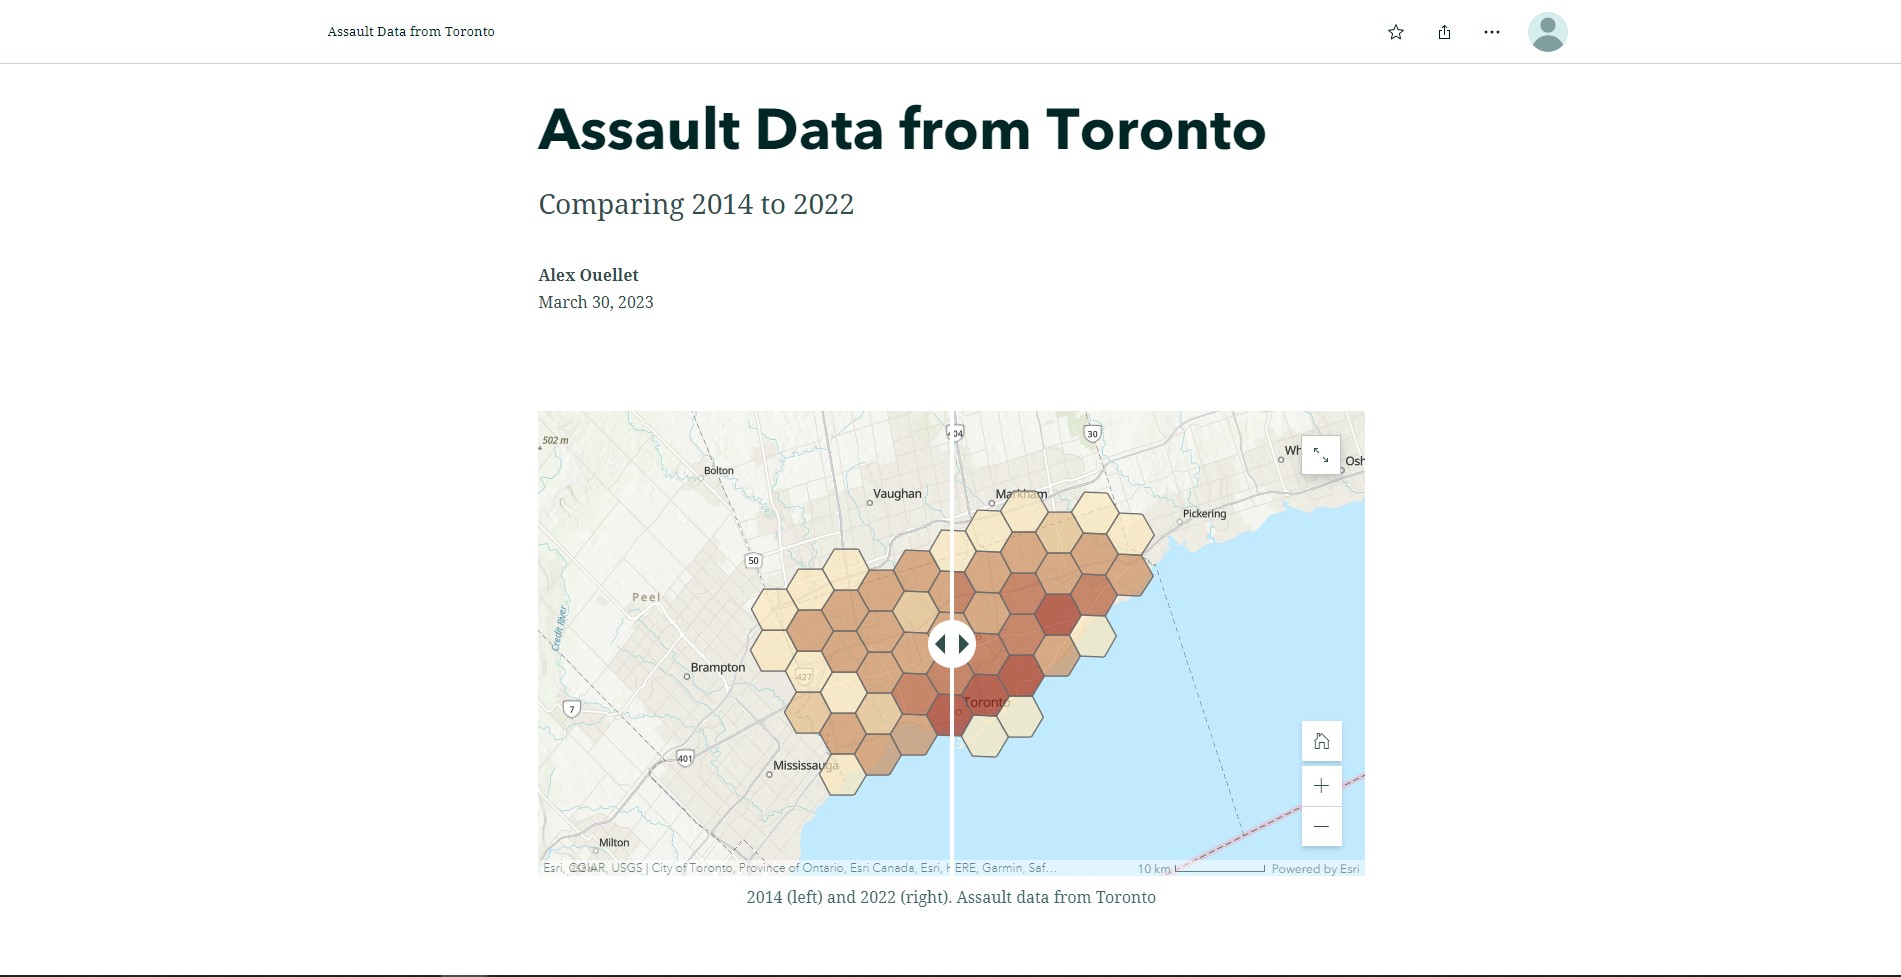 Assault Data from Toronto
Assault Data from Toronto
Comparing 2014 to 2022
Alex Ouellet
March 30, 2023
502 m
404
30
Wh
Osh
Bolton
Vaughan
Markham
Pickering
50
Peel
Credit River
Brampton
427
7
Toronto
401
Mississauga
Milton
Esri, CGIAR, USGS | City of Toronto, Province of Ontario, Esri Canada, Esri, HERE, Garmin, Saf...
10 km
Powered by Esri
2014 (left) and 2022 (right). Assault data from Toronto